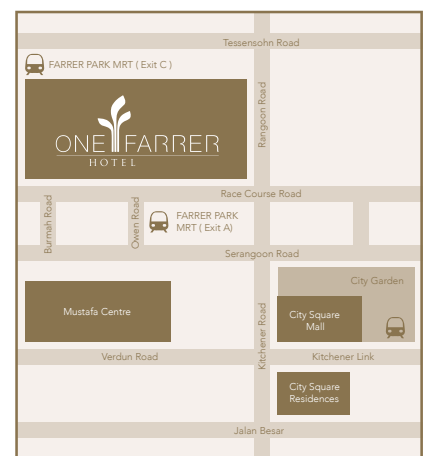 Tessensohn Road
FARRER PARK MRT ( Exit C )
Rangoon Road
ONE FARRER
HOTEL
Race Course Road
Burmah Road
Owen Road
FARRER PARK
MRT ( Exit A)
Serangoon Road
City Garden
Mustafa Centre
City Square
Mall
Kitchener Road
Verdun Road
Kitchener Link
City Square
Residences
Jalan Besar